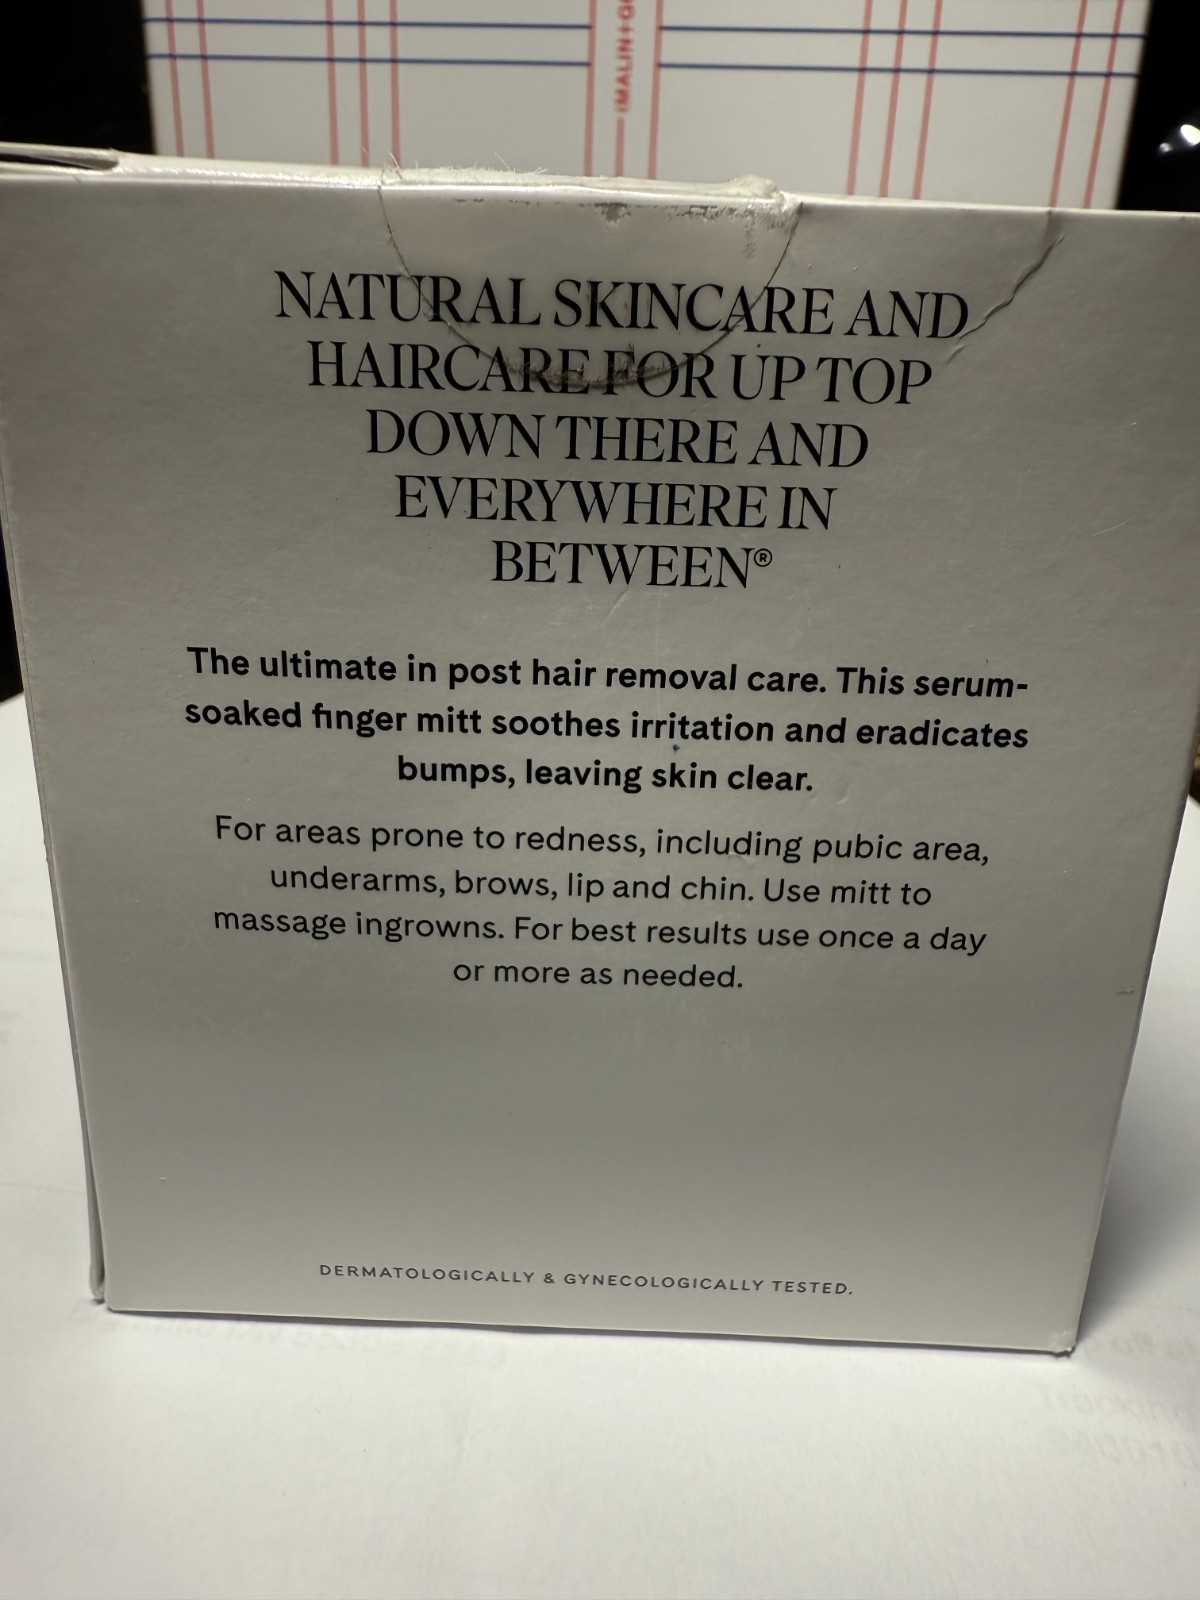 MALIN+GO
NATURAL SKINCARE AND
HAIRCARE FOR UP TOP
DOWN THERE AND
EVERYWHERE IN
BETWEEN®
The ultimate in post hair removal care. This serum-
soaked finger mitt soothes irritation and eradicates
bumps, leaving skin clear.
For areas prone to redness, including pubic area,
underarms, brows, lip and chin. Use mitt to
massage ingrowns. For best results use once a day
or more as needed.
DERMATOLOGICALLY & GYNECOLOGICALLY TESTED.